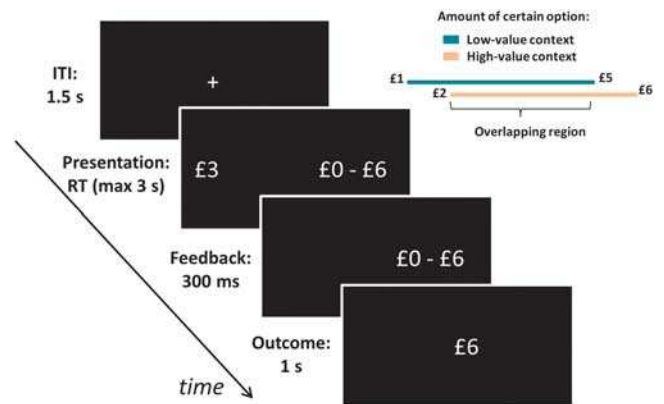 Amount of certain option:
Low-value context
High-value context
£1
£5
£2
£6
Overlapping region
ITI:
1.5 s
+
Presentation:
RT (max 3 s)
£3
£0 - £6
Feedback:
300 ms
£0 - £6
Outcome:
1 s
£6
time